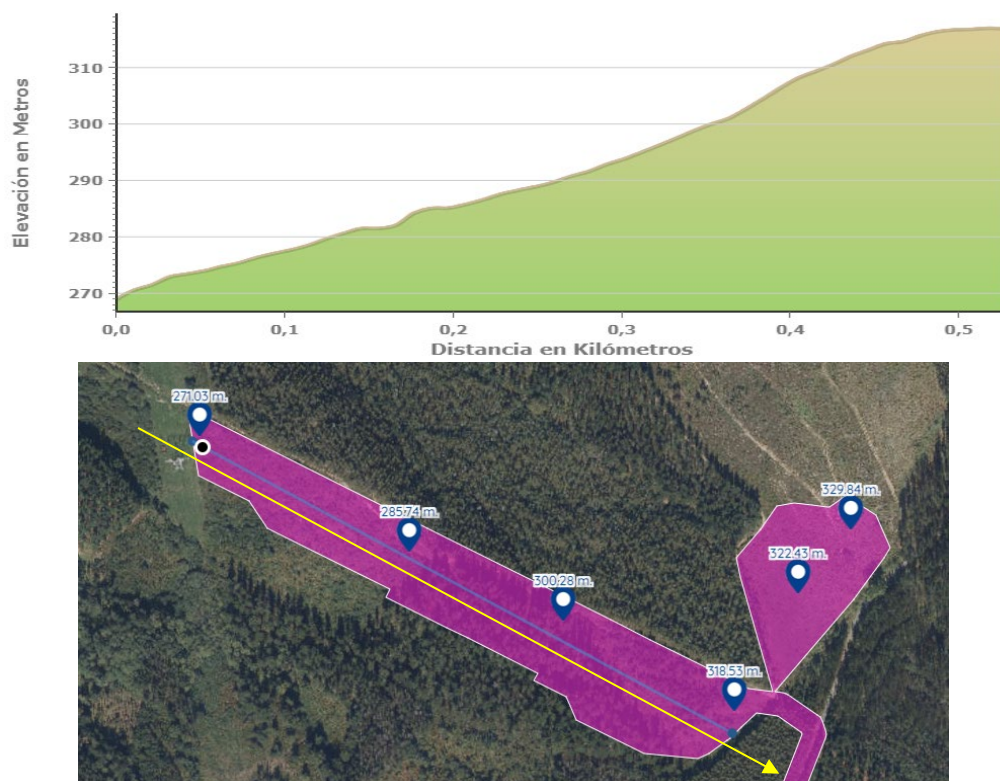 Elevación en Metros
310
300
290
280
270
0,0 0,1 0,2 0,3 0,4 0,5
Distancia en Kilómetros
271.03 m.
285.74 m.
300.28 m.
318.53 m.
322.43 m.
329.84 m.